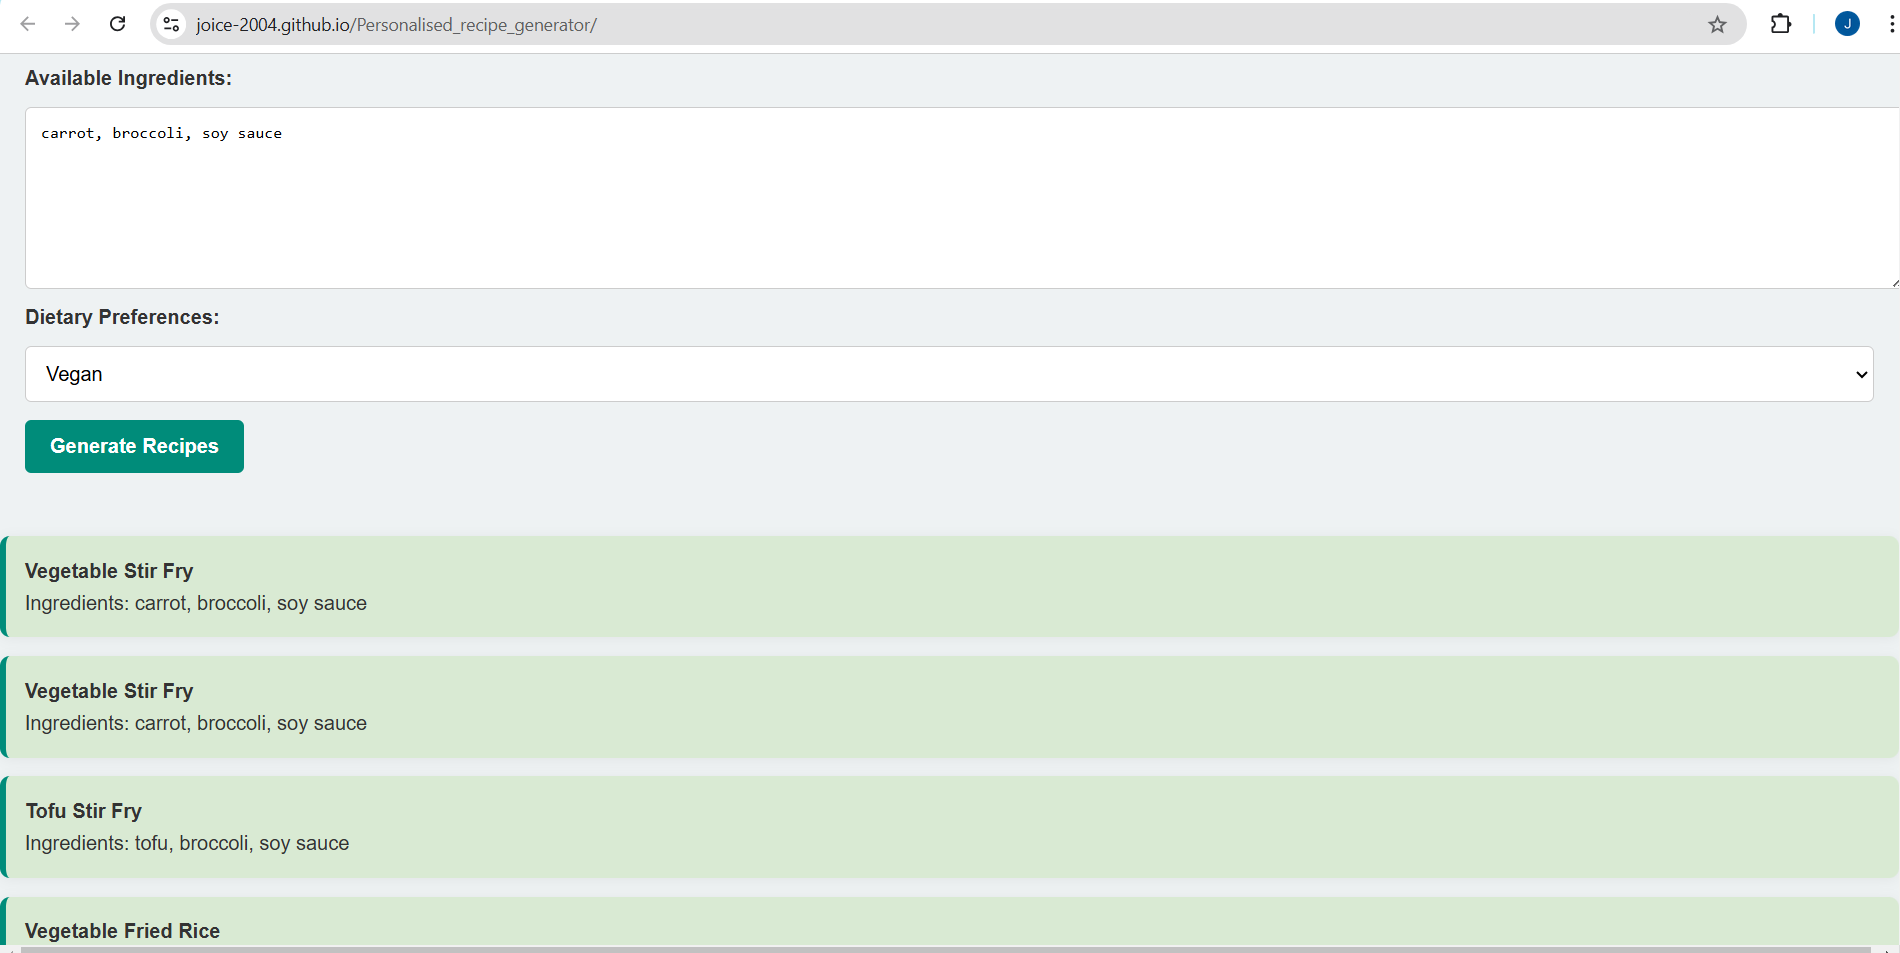 joice-2004.github.io/Personalised_recipe_generator/
J
Available Ingredients:
carrot, broccoli, soy sauce
Dietary Preferences:
Vegan
Generate Recipes
Vegetable Stir Fry
Ingredients: carrot, broccoli, soy sauce
Vegetable Stir Fry
Ingredients: carrot, broccoli, soy sauce
Tofu Stir Fry
Ingredients: tofu, broccoli, soy sauce
Vegetable Fried Rice